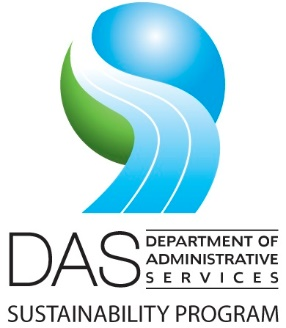 DAS
DEPARTMENT OF
ADMINISTRATIVE
SERVICES
SUSTAINABILITY PROGRAM